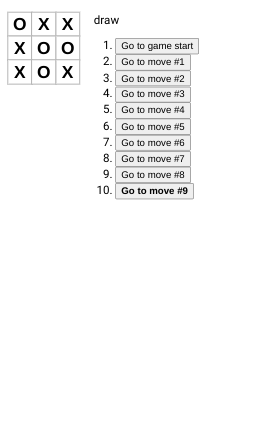 O X X
X O O
X O X
draw
1. Go to game start
2. Go to move #1
3. Go to move #2
4. Go to move #3
5. Go to move #4
6. Go to move #5
7. Go to move #6
8. Go to move #7
9. Go to move #8
10. Go to move #9